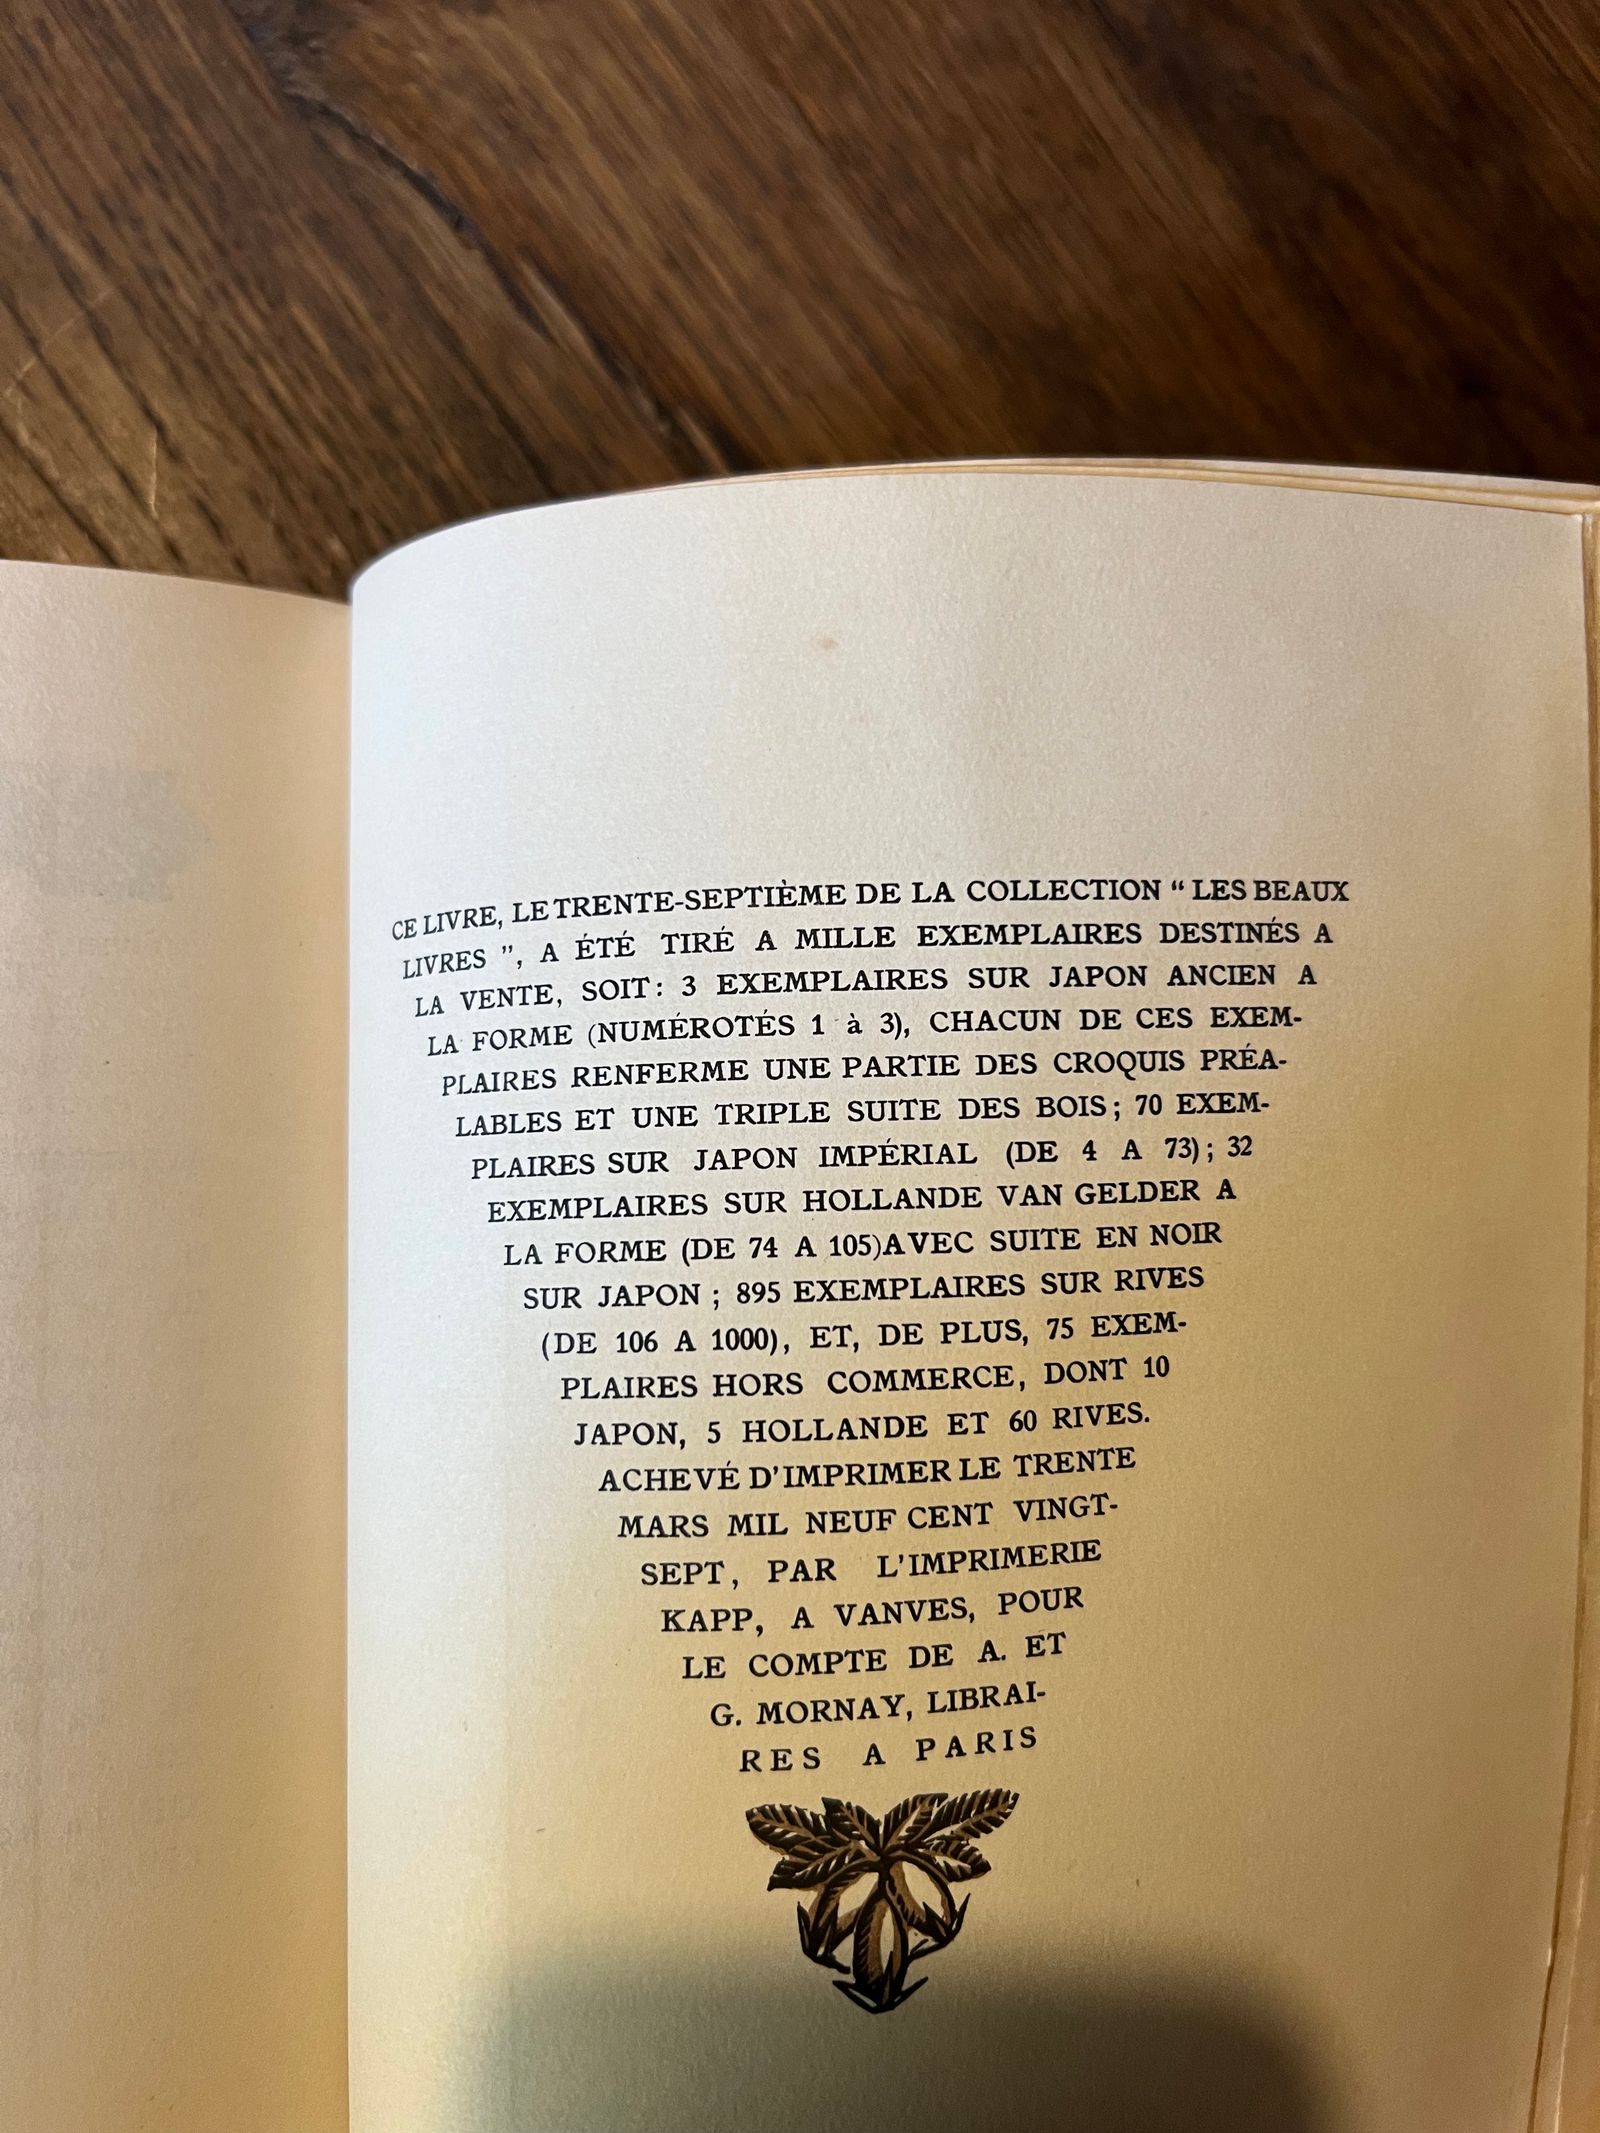 CE LIVRE, LE TRENTE-SEPTIÈME DE LA COLLECTION “ LES BEAUX
LIVRES ”, A ÉTÉ TIRÉ A MILLE EXEMPLAIRES DESTINÉS A
LA VENTE, SOIT : 3 EXEMPLAIRES SUR JAPON ANCIEN A
LA FORME (NUMÉROTÉS 1 à 3), CHACUN DE CES EXEM-
PLAIRES RENFERME UNE PARTIE DES CROQUIS PRÉA-
LABLES ET UNE TRIPLE SUITE DES BOIS ; 70 EXEM-
PLAIRES SUR JAPON IMPÉRIAL (DE 4 A 73) ; 32
EXEMPLAIRES SUR HOLLANDE VAN GELDER A
LA FORME (DE 74 A 105)AVEC SUITE EN NOIR
SUR JAPON ; 895 EXEMPLAIRES SUR RIVES
(DE 106 A 1000), ET, DE PLUS, 75 EXEM-
PLAIRES HORS COMMERCE, DONT 10
JAPON, 5 HOLLANDE ET 60 RIVES.
ACHEVÉ D'IMPRIMER LE TRENTE
MARS MIL NEUF CENT VINGT-
SEPT, PAR L'IMPRIMERIE
KAPP, A VANVES, POUR
LE COMPTE DE A. ET
G. MORNAY, LIBRAI-
RES A PARIS